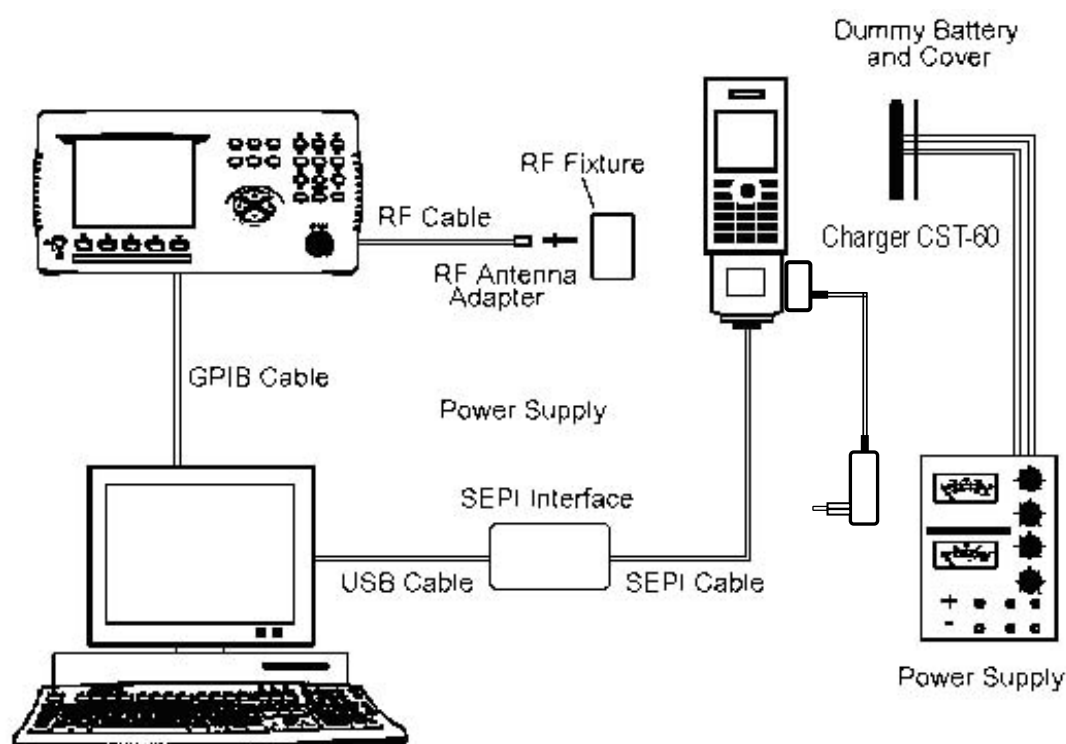 Dummy Battery
and Cover
RF Fixture
RF Cable
Charger CST-60
RF Antenna
Adapter
GPIB Cable
Power Supply
SEPI Interface
USB Cable
SEPI Cable
+
-
Power Supply